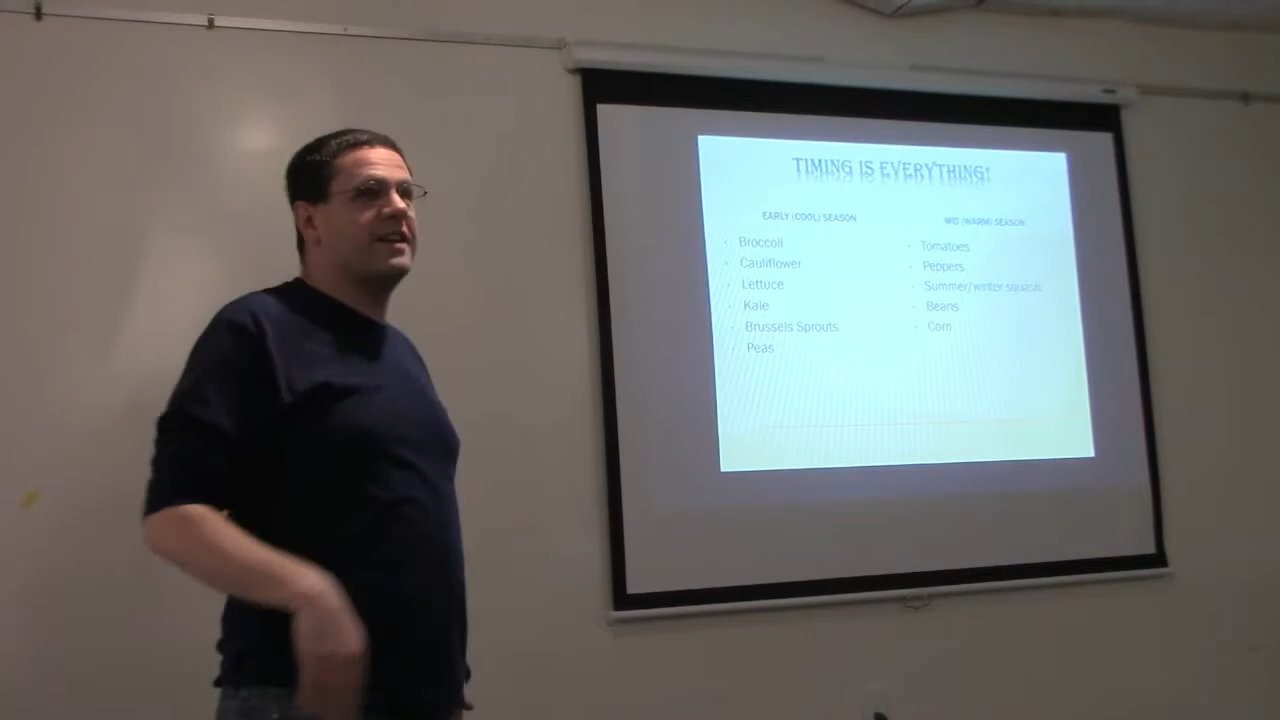 TIMING IS EVERYTHING!
EARLY (COOL) SEASON
Broccoli
Cauliflower
Lettuce
Kale
Brussels Sprouts
Peas
MID (WARM) SEASON
Tomatoes
Peppers
Summer/winter squash
Beans
Corn